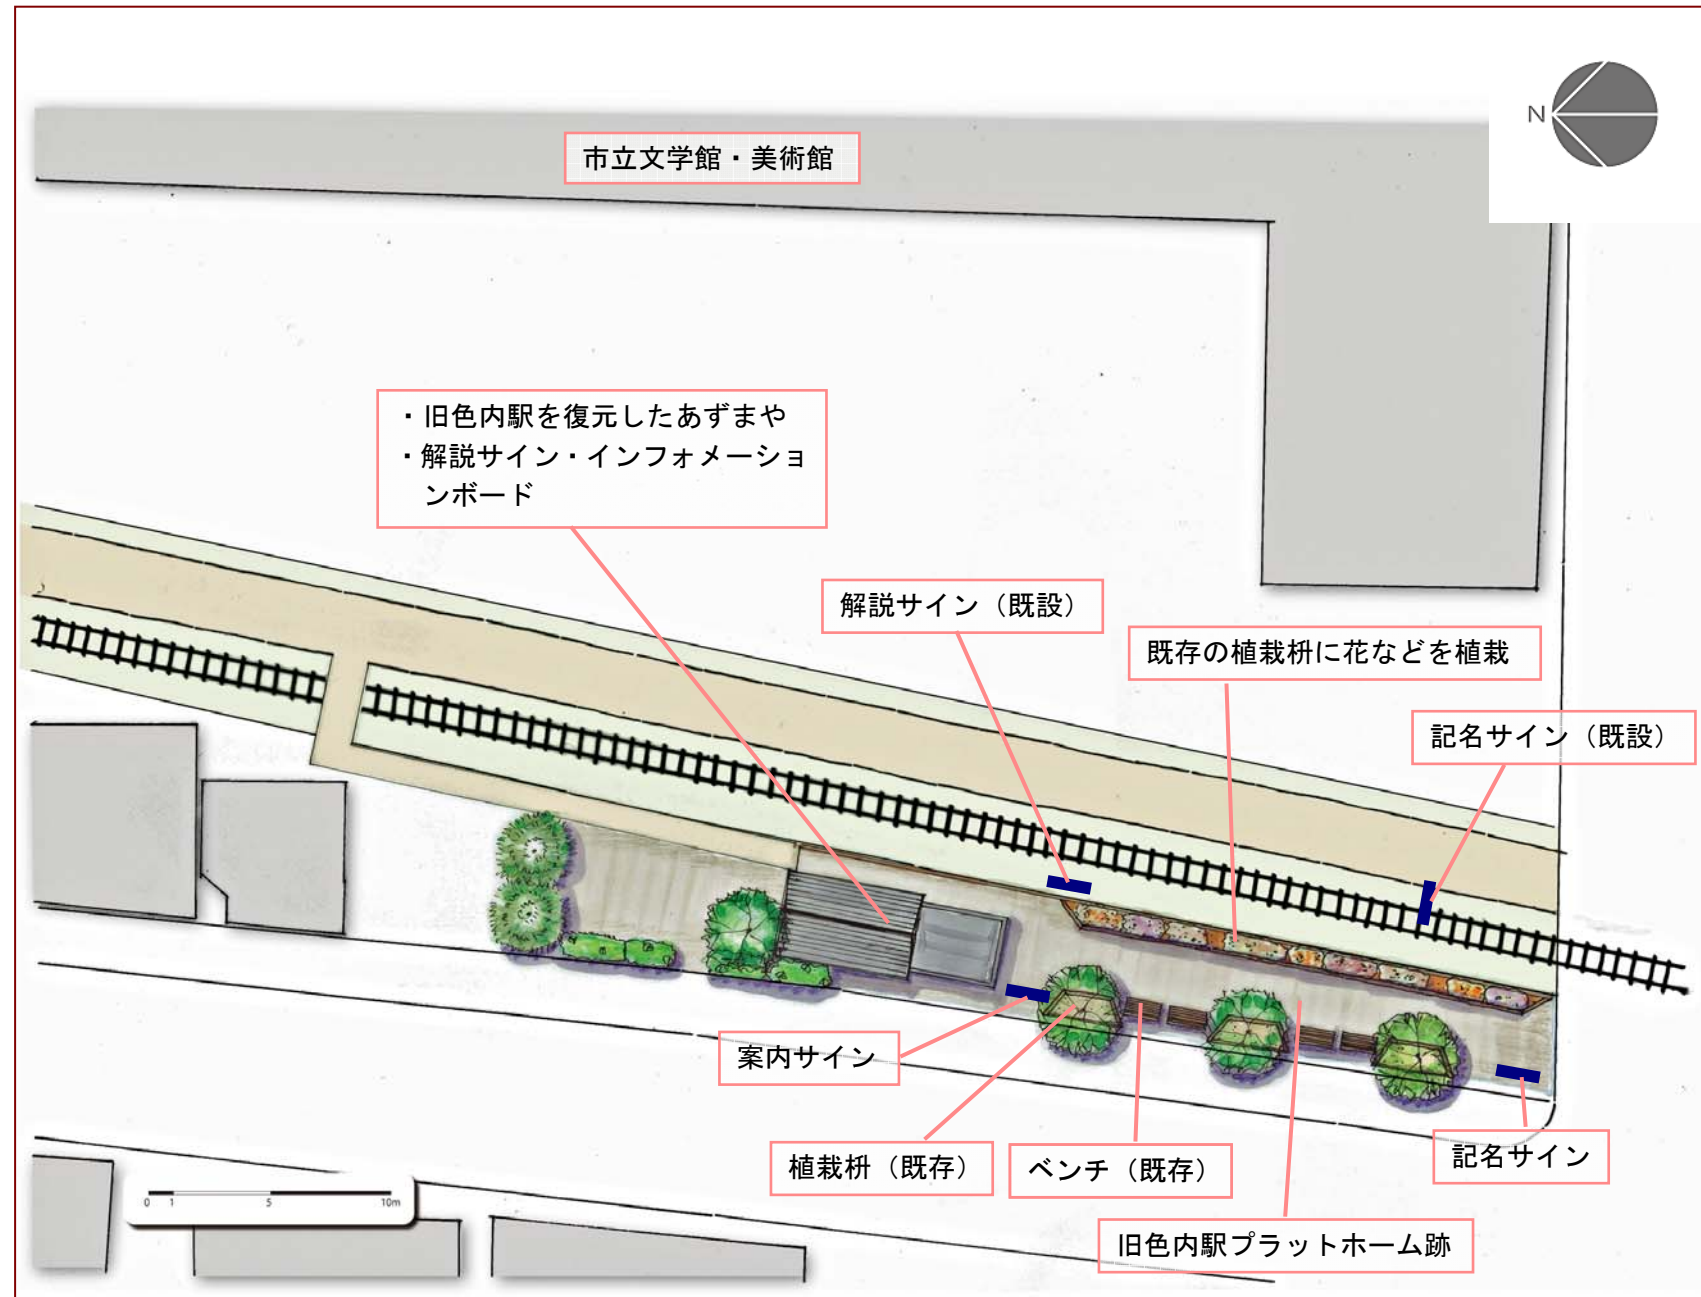 N
市立文学館・美術館
・旧色内駅を復元したあずまや
・解説サイン・インフォメーショ
ンボード
解説サイン（既設）
既存の植栽枡に花などを植栽
記名サイン（既設）
案内サイン
植栽枡（既存）
ベンチ（既存）
記名サイン
旧色内駅プラットホーム跡
0 1 5 10m